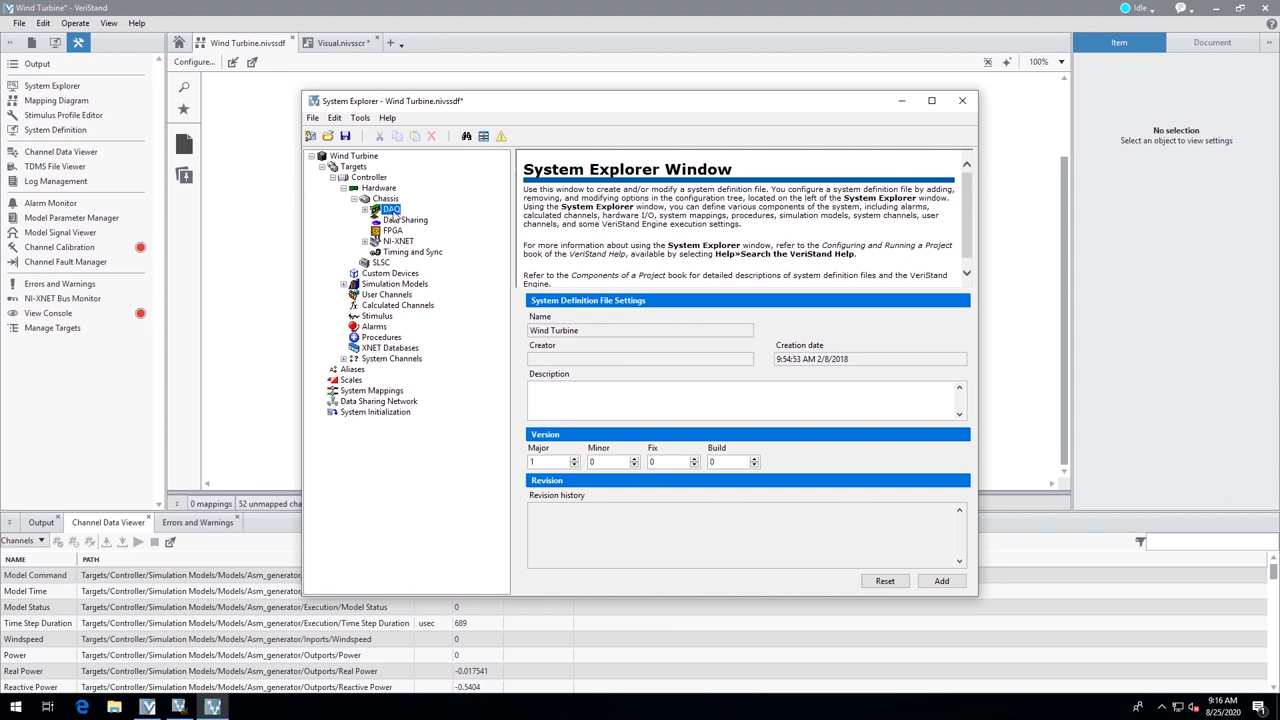 Wind Turbine* - VeriStand
Idle
File Edit Operate View Help
Wind Turbine.nivssdf Visual.nivsscr *
Configure... 100%
Item Document
No selection
Select an object to view settings
Output
System Explorer
Mapping Diagram
Stimulus Profile Editor
System Definition
Channel Data Viewer
TDMS File Viewer
Log Management
Alarm Monitor
Model Parameter Manager
Model Signal Viewer
Channel Calibration
Channel Fault Manager
Errors and Warnings
NI-XNET Bus Monitor
View Console
Manage Targets
System Explorer - Wind Turbine.nivssdf*
File Edit Tools Help
Wind Turbine
Targets
Controller
Hardware
Chassis
DAQ
Data Sharing
FPGA
NI-XNET
Timing and Sync
SLSC
Custom Devices
Simulation Models
User Channels
Calculated Channels
Stimulus
Alarms
Procedures
XNET Databases
System Channels
Aliases
Scales
System Mappings
Data Sharing Network
System Initialization
System Explorer Window
Use this window to create and/or modify a system definition file. You configure a system definition file by adding,
removing, and modifying options in the configuration tree, located on the left of the System Explorer window.
Using the System Explorer window, you can define various components of the system, including alarms,
calculated channels, hardware I/O, system mappings, procedures, simulation models, system channels, user
channels, and some VeriStand Engine execution settings.
For more information about using the System Explorer window, refer to the Configuring and Running a Project
book of the VeriStand Help, available by selecting Help»Search the VeriStand Help.
Refer to the Components of a Project book for detailed descriptions of system definition files and the VeriStand
Engine.
System Definition File Settings
Name
Wind Turbine
Creator Creation date
9:54:53 AM 2/8/2018
Description
Version
Major Minor Fix Build
1 0 0 0
Revision
Revision history
Reset Add
0 mappings 52 unmapped cha
Output Channel Data Viewer Errors and Warnings
Channels
NAME PATH
Model Command Targets/Controller/Simulation Models/Models/Asm_generator/
Model Time Targets/Controller/Simulation Models/Models/Asm_generator/
Model Status Targets/Controller/Simulation Models/Models/Asm_generator/Execution/Model Status 0
Time Step Duration Targets/Controller/Simulation Models/Models/Asm_generator/Execution/Time Step Duration usec 689
Windspeed Targets/Controller/Simulation Models/Models/Asm_generator/Inports/Windspeed 0
Power Targets/Controller/Simulation Models/Models/Asm_generator/Outports/Power 0
Real Power Targets/Controller/Simulation Models/Models/Asm_generator/Outports/Real Power -0.017541
Reactive Power Targets/Controller/Simulation Models/Models/Asm_generator/Outports/Reactive Power -0.5404
9:16 AM
8/25/2020